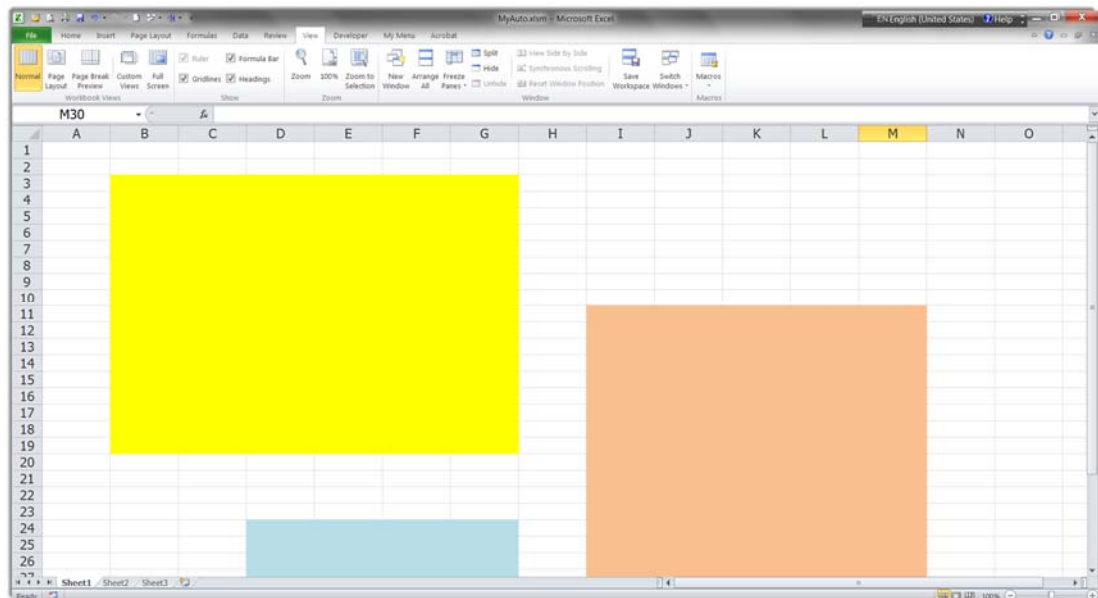 MyAuto.xlsm - Microsoft Excel
EN English (United States) Help
File Home Insert Page Layout Formulas Data Review View Developer My Menu Acrobat
Normal Page Layout Page Break Preview Custom Views Full Screen
Ruler Formula Bar
Gridlines Headings
Zoom 100% Zoom to Selection
New Window Arrange All Freeze Panes
Split View Side by Side
Hide Synchronous Scrolling
Unhide Reset Window Position
Save Workspace Switch Windows Macros
Workbook Views Show Zoom Window Macros
M30 fx
A B C D E F G H I J K L M N O
1
2
3
4
5
6
7
8
9
10
11
12
13
14
15
16
17
18
19
20
21
22
23
24
25
26
27
Sheet1 Sheet2 Sheet3
Ready 100%